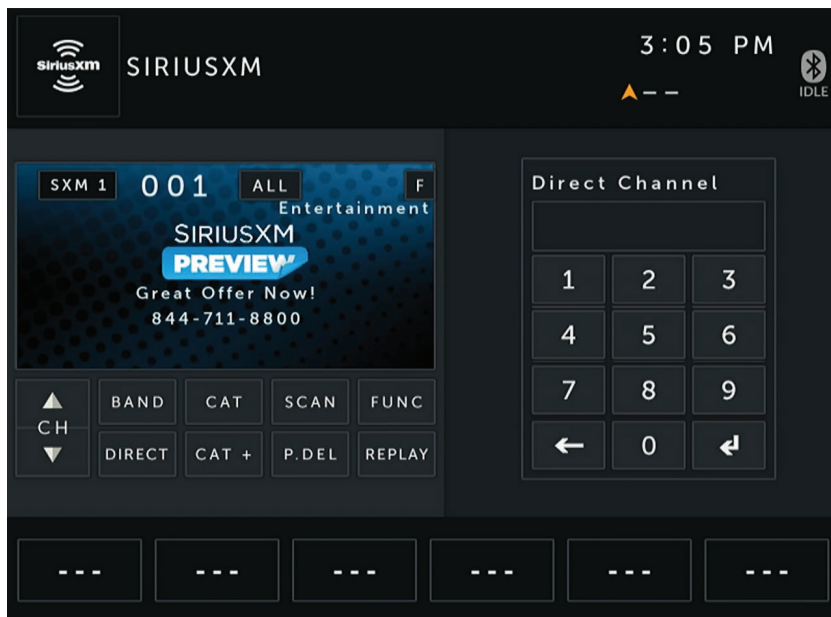 siriusxm
SIRIUSXM
3:05 PM
--
IDLE
SXM 1
001
ALL
F
Entertainment
SIRIUSXM
PREVIEW
Great Offer Now!
844-711-8800
CH
BAND
CAT
SCAN
FUNC
DIRECT
CAT +
P.DEL
REPLAY
Direct Channel
1 2 3
4 5 6
7 8 9
0
--- --- --- --- --- ---